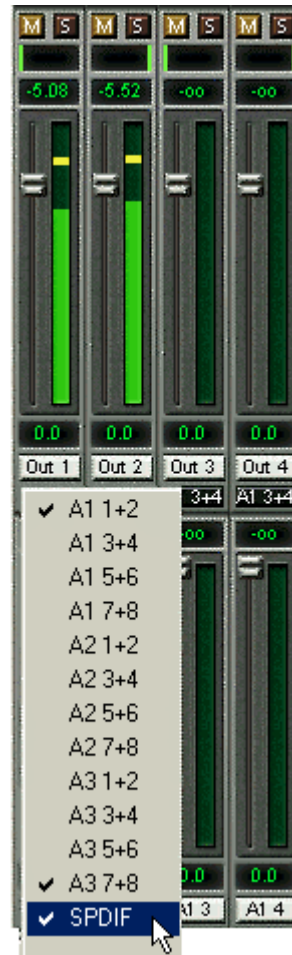 M S M S M S M S
-5.08 -5.52 -oo -oo
0.0 0.0 0.0 0.0
Out 1 Out 2 Out 3 Out 4
3+4 A1 3+4
-oo -oo
✔ A1 1+2
A1 3+4
A1 5+6
A1 7+8
A2 1+2
A2 3+4
A2 5+6
A2 7+8
A3 1+2
A3 3+4
A3 5+6
✔ A3 7+8
0.0 0.0
✔ SPDIF
A1 3 A1 4